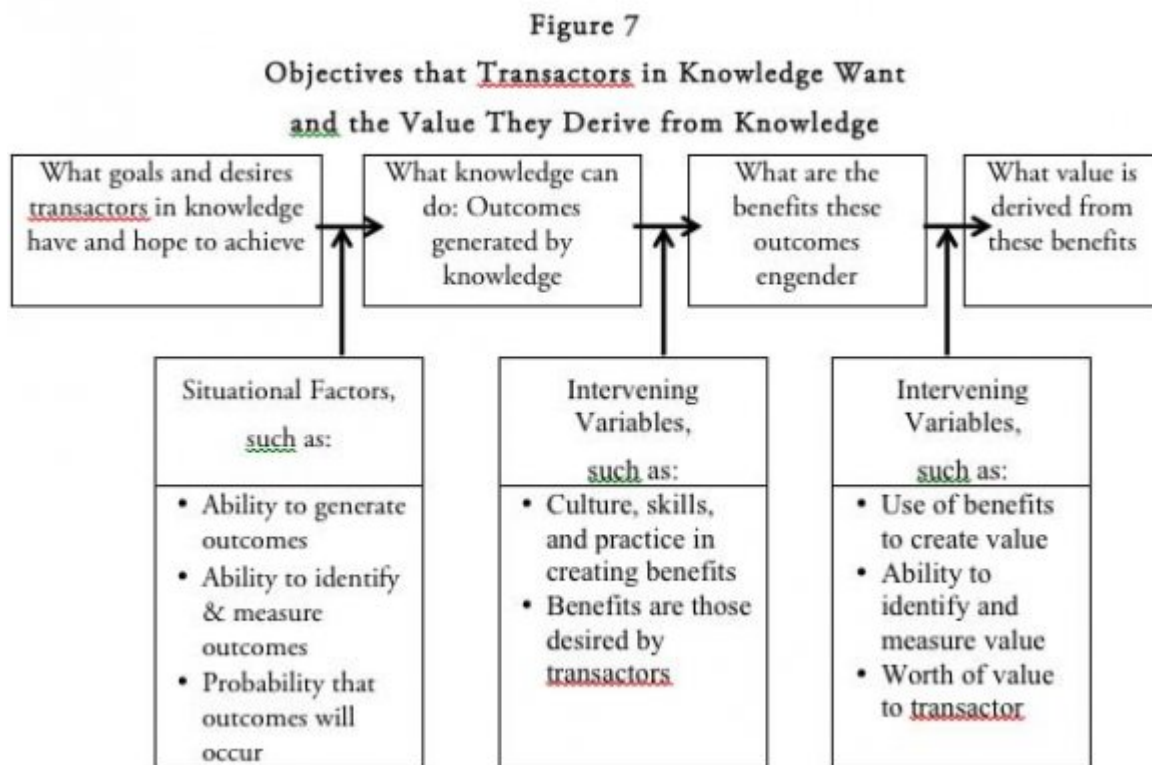 Figure 7
Objectives that Transactors in Knowledge Want
and the Value They Derive from Knowledge
What goals and desires
transactors in knowledge
have and hope to achieve
What knowledge can
do: Outcomes
generated by
knowledge
What are the
benefits these
outcomes
engender
What value is
derived from
these benefits
Situational Factors,
such as:
• Ability to generate
outcomes
• Ability to identify
& measure
outcomes
• Probability that
outcomes will
occur
Intervening
Variables,
such as:
• Culture, skills,
and practice in
creating benefits
• Benefits are those
desired by
transactors
Intervening
Variables,
such as:
• Use of benefits
to create value
• Ability to
identify and
measure value
• Worth of value
to transactor